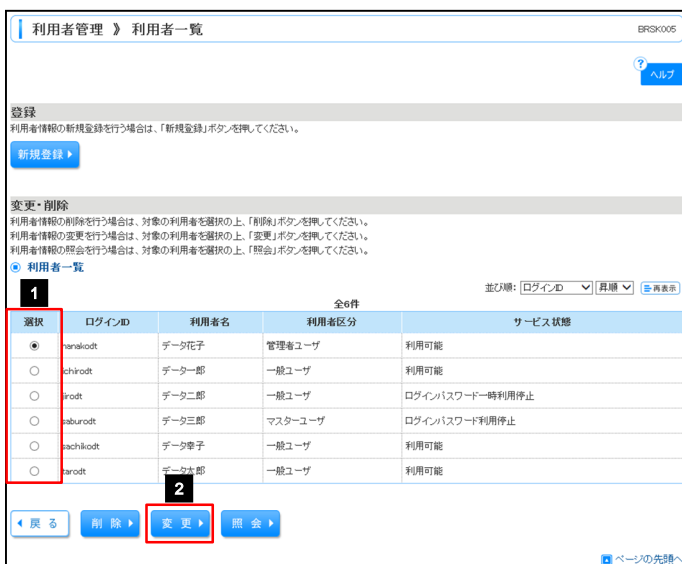 利用者管理 》 利用者一覧 BRSK005
? ヘルプ
登録
利用者情報の新規登録を行う場合は、「新規登録」ボタンを押してください。
新規登録
変更・削除
利用者情報の削除を行う場合は、対象の利用者を選択の上、「削除」ボタンを押してください。
利用者情報の変更を行う場合は、対象の利用者を選択の上、「変更」ボタンを押してください。
利用者情報の照会を行う場合は、対象の利用者を選択の上、「照会」ボタンを押してください。
利用者一覧
1
並び順: ログインID 昇順 再表示
全6件
選択 ログインID 利用者名 利用者区分 サービス状態
hanakodt データ花子 管理者ユーザ 利用可能
ichirodt データ一郎 一般ユーザ 利用可能
jirodt データ二郎 一般ユーザ ログインパスワード一時利用停止
saburodt データ三郎 マスターユーザ ログインパスワード利用停止
sachikodt データ幸子 一般ユーザ 利用可能
tarodt データ太郎 一般ユーザ 利用可能
2
戻る 削除 変更 照会
ページの先頭へ